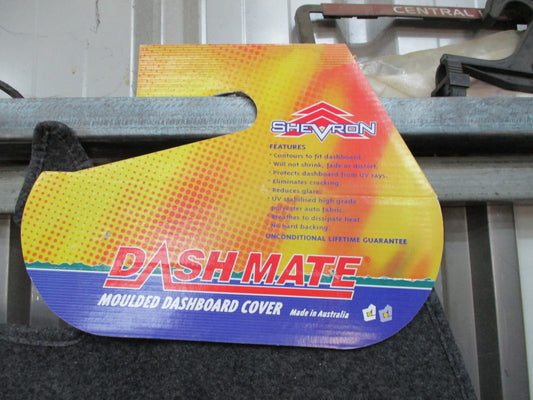 CENTRAL
SHEVRON
FEATURES
* Contours to fit dashboard.
* Will not shrink, fade or distort.
* Protects dashboard from UV rays.
* Eliminates cracking.
* Reduces glare.
* UV stabilised high grade
polyester auto fabric.
* Breathes to dissipate heat.
* No hard backing.
UNCONDITIONAL LIFETIME GUARANTEE
DASH MATE®
MOULDED DASHBOARD COVER
Made in Australia